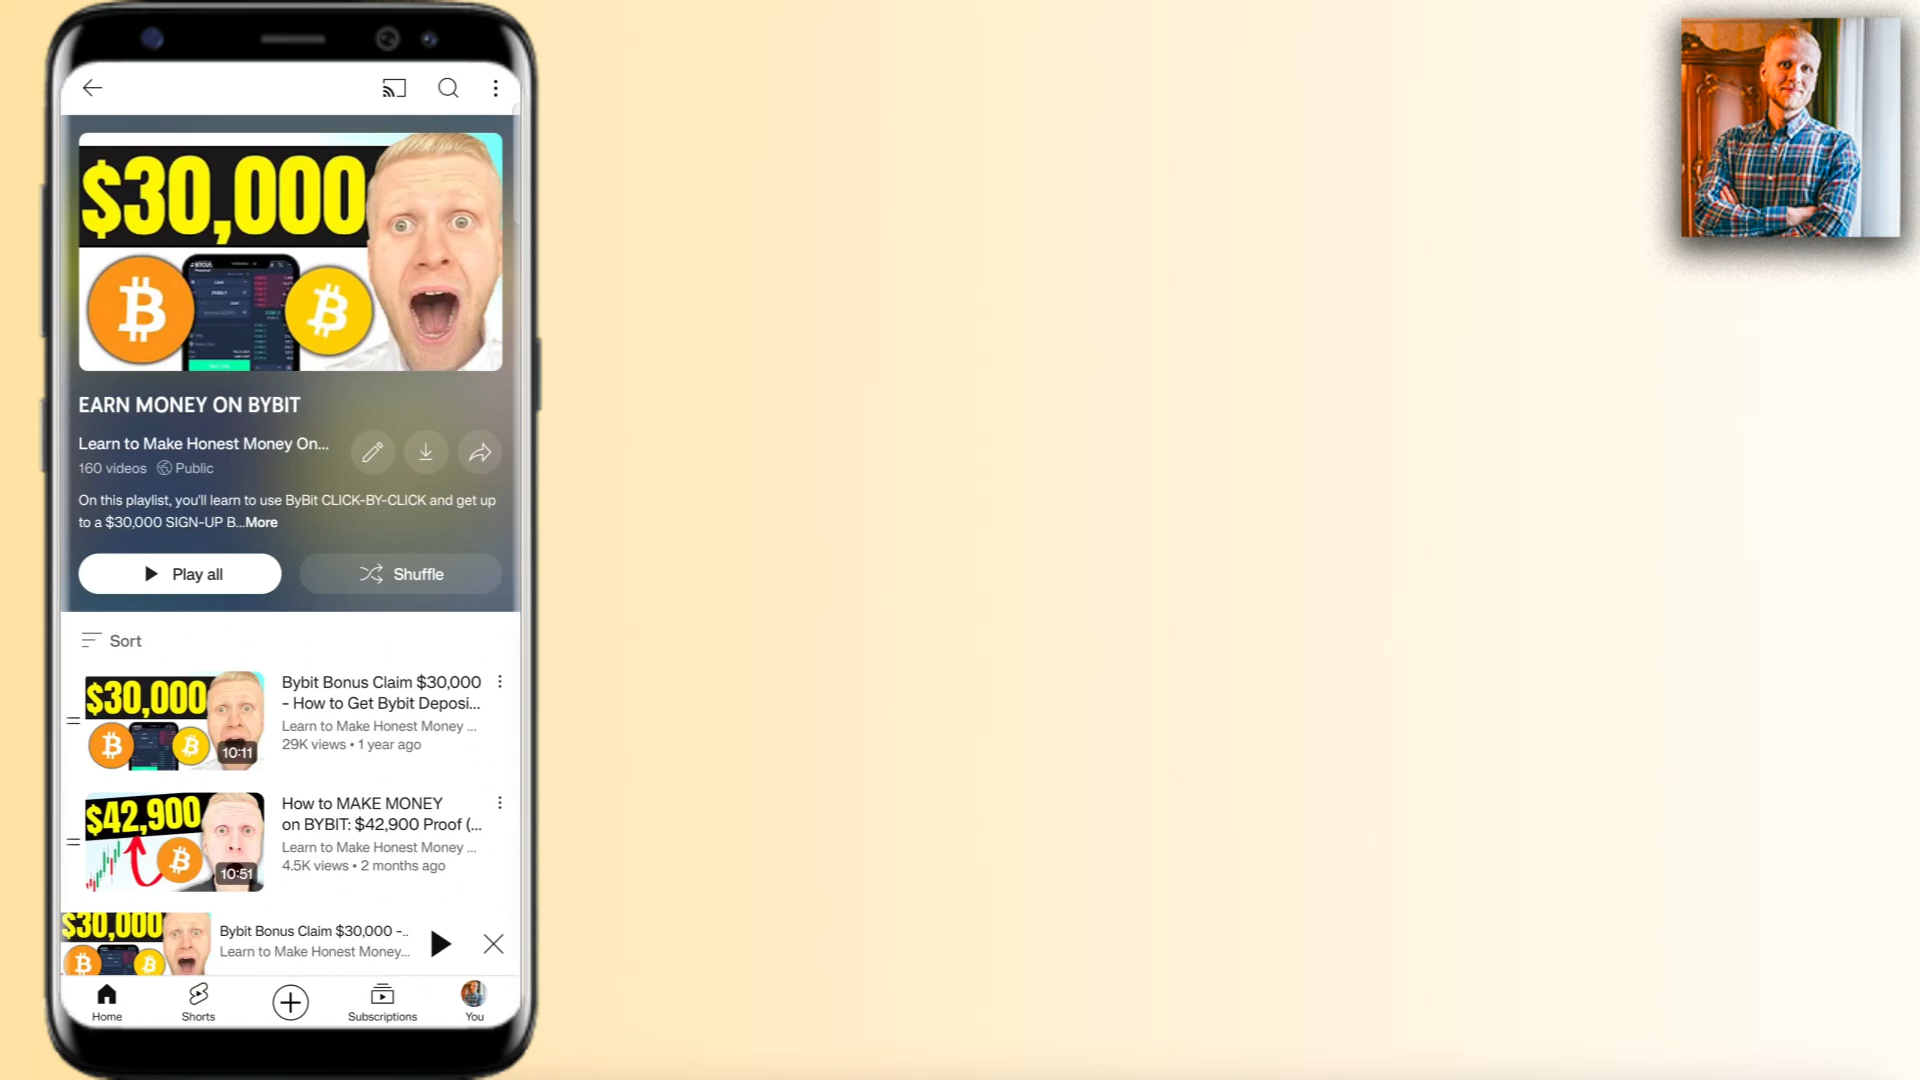 $30,000
EARN MONEY ON BYBIT
Learn to Make Honest Money On...
160 videos Public
On this playlist, you'll learn to use ByBit CLICK-BY-CLICK and get up
to a $30,000 SIGN-UP B...More
Play all
Shuffle
Sort
$30,000
10:11
Bybit Bonus Claim $30,000
- How to Get Bybit Deposi...
Learn to Make Honest Money ...
29K views • 1 year ago
$42,900
10:51
How to MAKE MONEY
on BYBIT: $42,900 Proof (...
Learn to Make Honest Money ...
4.5K views • 2 months ago
$30,000
Bybit Bonus Claim $30,000 -..
Learn to Make Honest Money...
Home
Shorts
Subscriptions
You